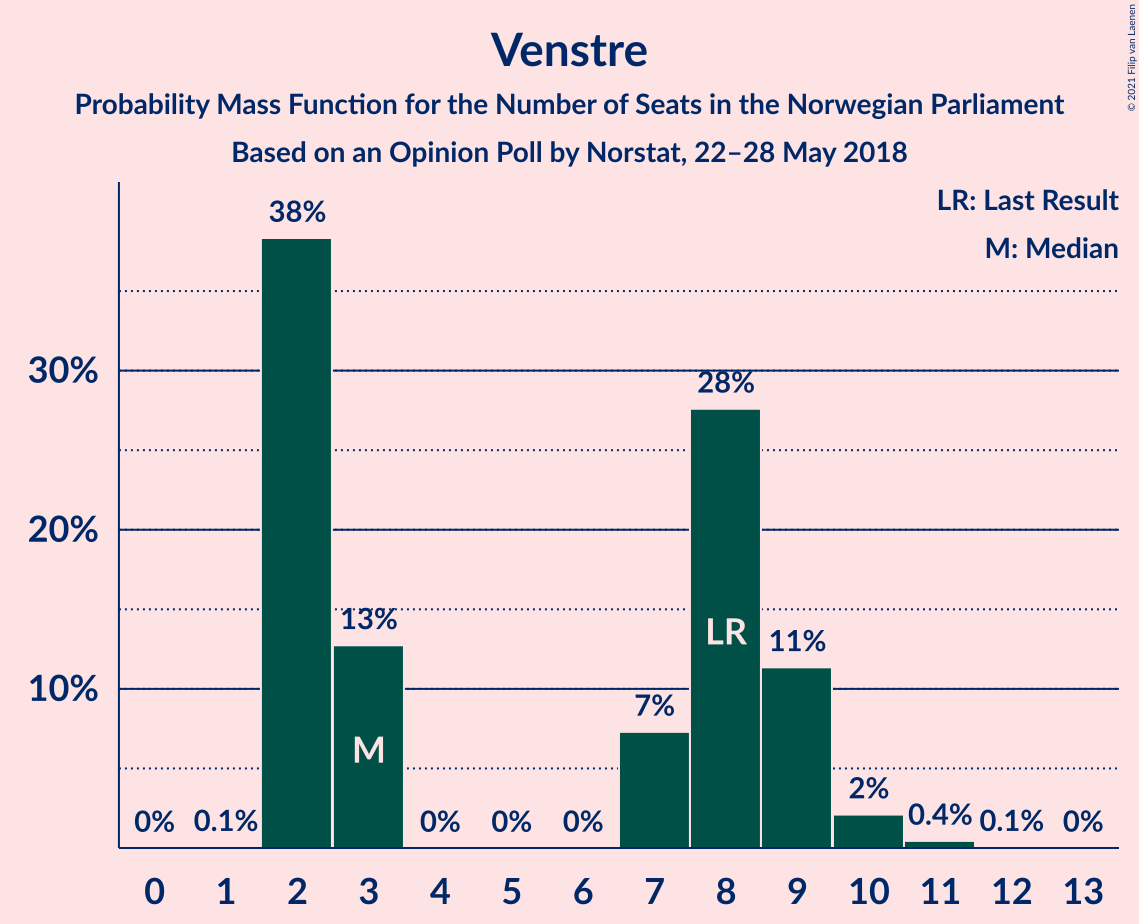 Venstre
Probability Mass Function for the Number of Seats in the Norwegian Parliament
Based on an Opinion Poll by Norstat, 22–28 May 2018
© 2021 Filip van Laenen
LR: Last Result
M: Median
38%
30%
28%
20%
13%
LR
11%
10%
7%
M
2%
0% 0.1% 0% 0% 0% 0.4% 0.1% 0%
0 1 2 3 4 5 6 7 8 9 10 11 12 13